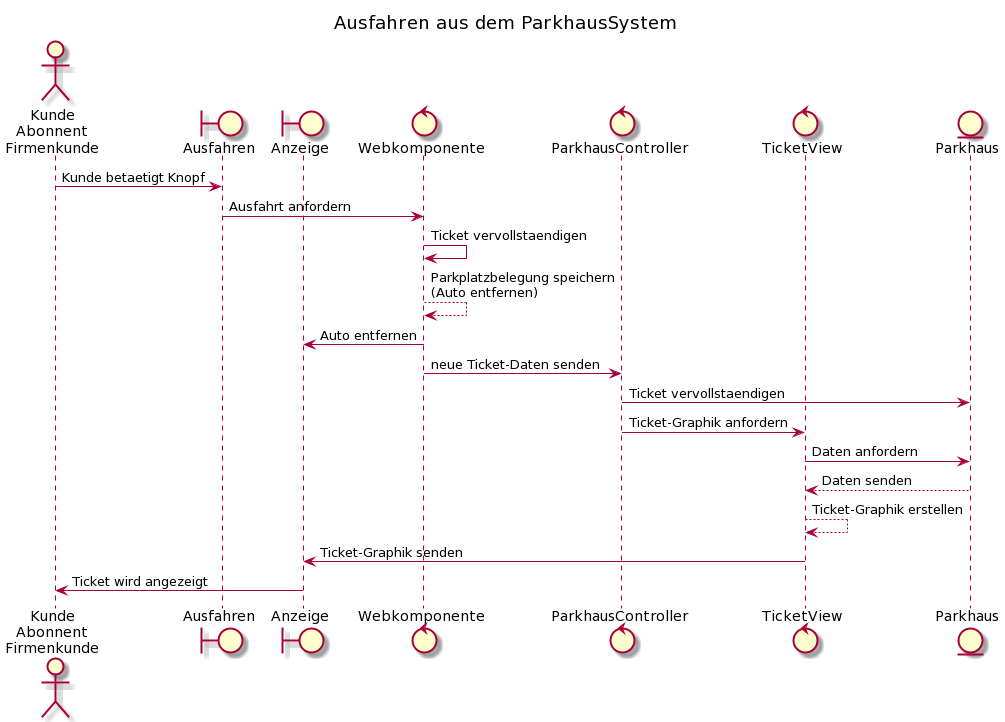 Ausfahren aus dem ParkhausSystem
Kunde
Abonnent
Firmenkunde
Ausfahren
Anzeige
Webkomponente
ParkhausController
TicketView
Parkhaus
Kunde betaetigt Knopf
Ausfahrt anfordern
Ticket vervollstaendigen
Parkplatzbelegung speichern
(Auto entfernen)
Auto entfernen
neue Ticket-Daten senden
Ticket vervollstaendigen
Ticket-Graphik anfordern
Daten anfordern
Daten senden
Ticket-Graphik erstellen
Ticket-Graphik senden
Ticket wird angezeigt
Kunde
Abonnent
Firmenkunde
Ausfahren
Anzeige
Webkomponente
ParkhausController
TicketView
Parkhaus